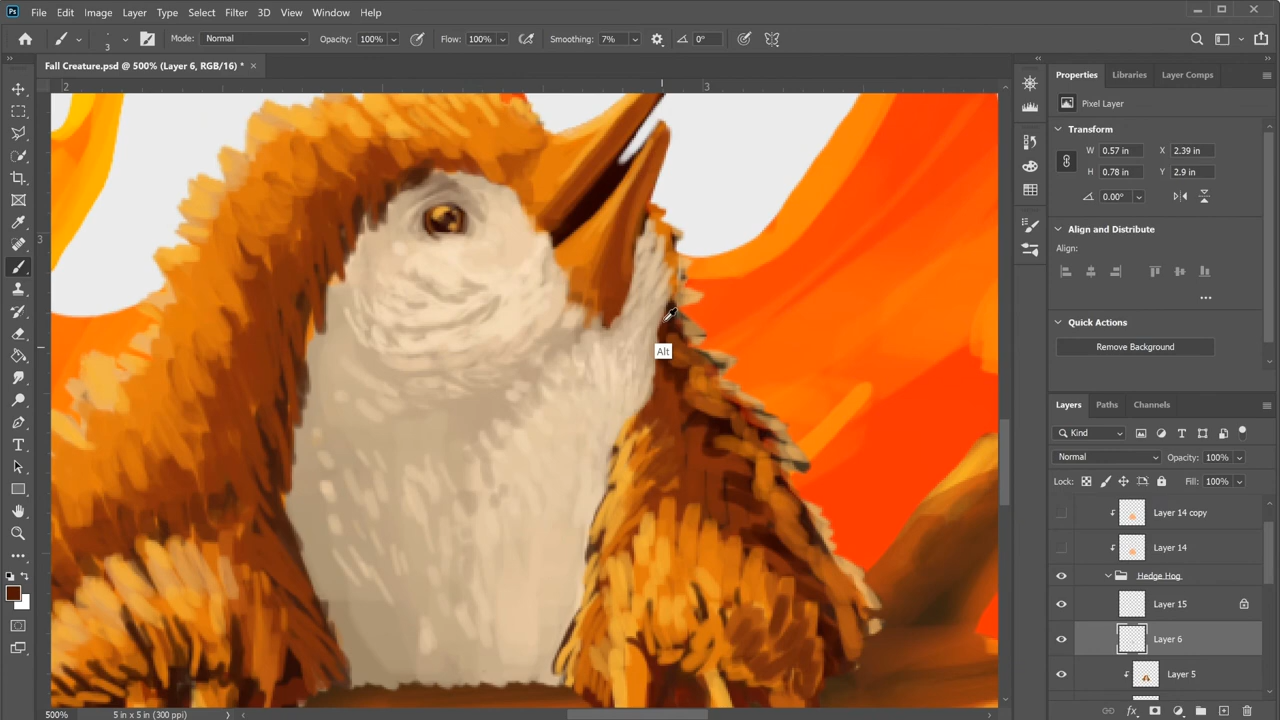 Ps File Edit Image Layer Type Select Filter 3D View Window Help
3 Mode: Normal Opacity: 100% Flow: 100% Smoothing: 7% 0°
Fall Creature.psd @ 500% (Layer 6, RGB/16) *
2 3
3
Alt
Properties Libraries Layer Comps
Pixel Layer
Transform
W 0.57 in X 2.39 in
H 0.78 in Y 2.9 in
0.00°
Align and Distribute
Align:
Quick Actions
Remove Background
Layers Paths Channels
Kind
Normal Opacity: 100%
Lock: Fill: 100%
Layer 14 copy
Layer 14
Hedge Hog
Layer 15
Layer 6
Layer 5
500% 5 in x 5 in (300 ppi)